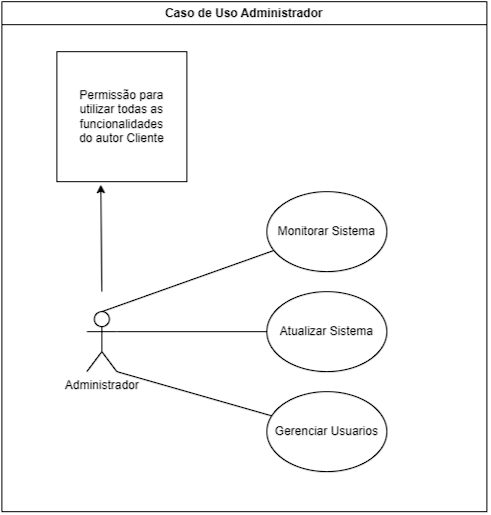 Caso de Uso Administrador
Permissão para
utilizar todas as
funcionalidades
do autor Cliente
Monitorar Sistema
Atualizar Sistema
Administrador
Gerenciar Usuarios